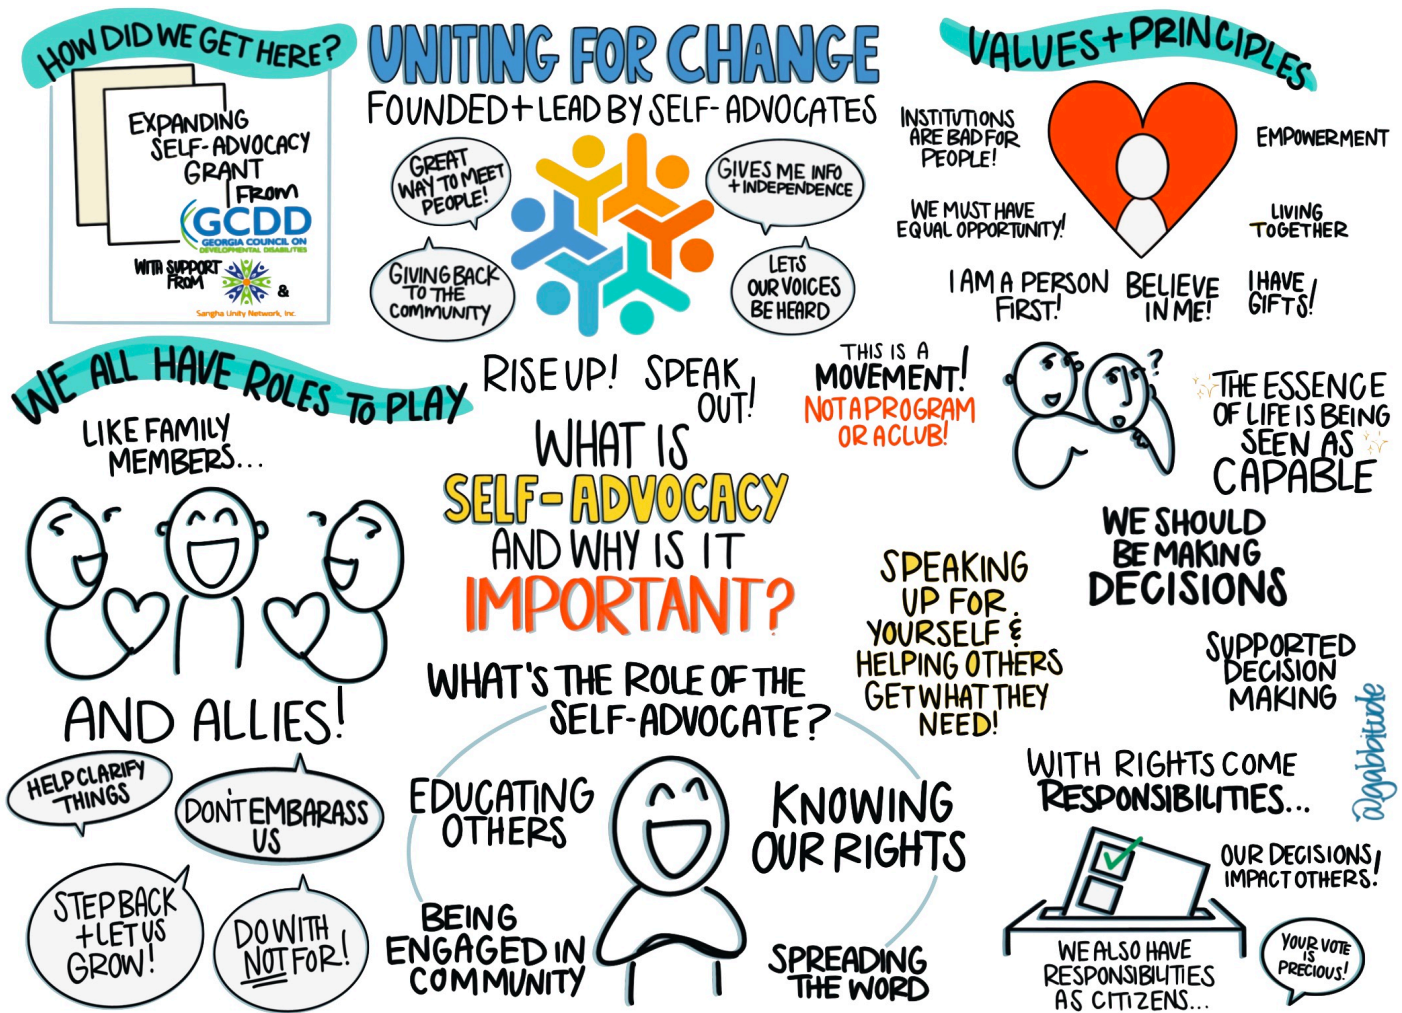 HOW DID WE GET HERE?
EXPANDING
SELF-ADVOCACY
GRANT
FROM
GCDD
GEORGIA COUNCIL ON
DEVELOPMENTAL DISABILITIES
WITH SUPPORT
FROM
&
Sangha Unity Network, Inc.
UNITING FOR CHANGE
FOUNDED + LEAD BY SELF-ADVOCATES
GREAT
WAY TO MEET
PEOPLE!
GIVES ME INFO
+ INDEPENDENCE
GIVING BACK
TO THE
COMMUNITY
LETS
OUR VOICES
BE HEARD
VALUES + PRINCIPLES
INSTITUTIONS
ARE BAD FOR
PEOPLE!
EMPOWERMENT
WE MUST HAVE
EQUAL OPPORTUNITY!
LIVING
TOGETHER
I AM A PERSON
FIRST!
BELIEVE
IN ME!
I HAVE
GIFTS!
WE ALL HAVE ROLES TO PLAY
LIKE FAMILY
MEMBERS...
AND ALLIES!
HELP CLARIFY
THINGS
DON'T EMBARASS
US
STEP BACK
+ LET US
GROW!
DO WITH
NOT FOR!
RISE UP! SPEAK
OUT!
WHAT IS
SELF-ADVOCACY
AND WHY IS IT
IMPORTANT?
THIS IS A
MOVEMENT!
NOT A PROGRAM
OR A CLUB!
?
THE ESSENCE
OF LIFE IS BEING
SEEN AS
CAPABLE
WE SHOULD
BE MAKING
DECISIONS
SPEAKING
UP FOR
YOURSELF &
HELPING OTHERS
GET WHAT THEY
NEED!
SUPPORTED
DECISION
MAKING
WHAT'S THE ROLE OF THE
SELF-ADVOCATE?
EDUCATING
OTHERS
KNOWING
OUR RIGHTS
BEING
ENGAGED IN
COMMUNITY
SPREADING
THE WORD
WITH RIGHTS COME
RESPONSIBILITIES...
OUR DECISIONS
IMPACT OTHERS!
WE ALSO HAVE
RESPONSIBILITIES
AS CITIZENS...
YOUR VOTE
IS
PRECIOUS!
@gabbitude